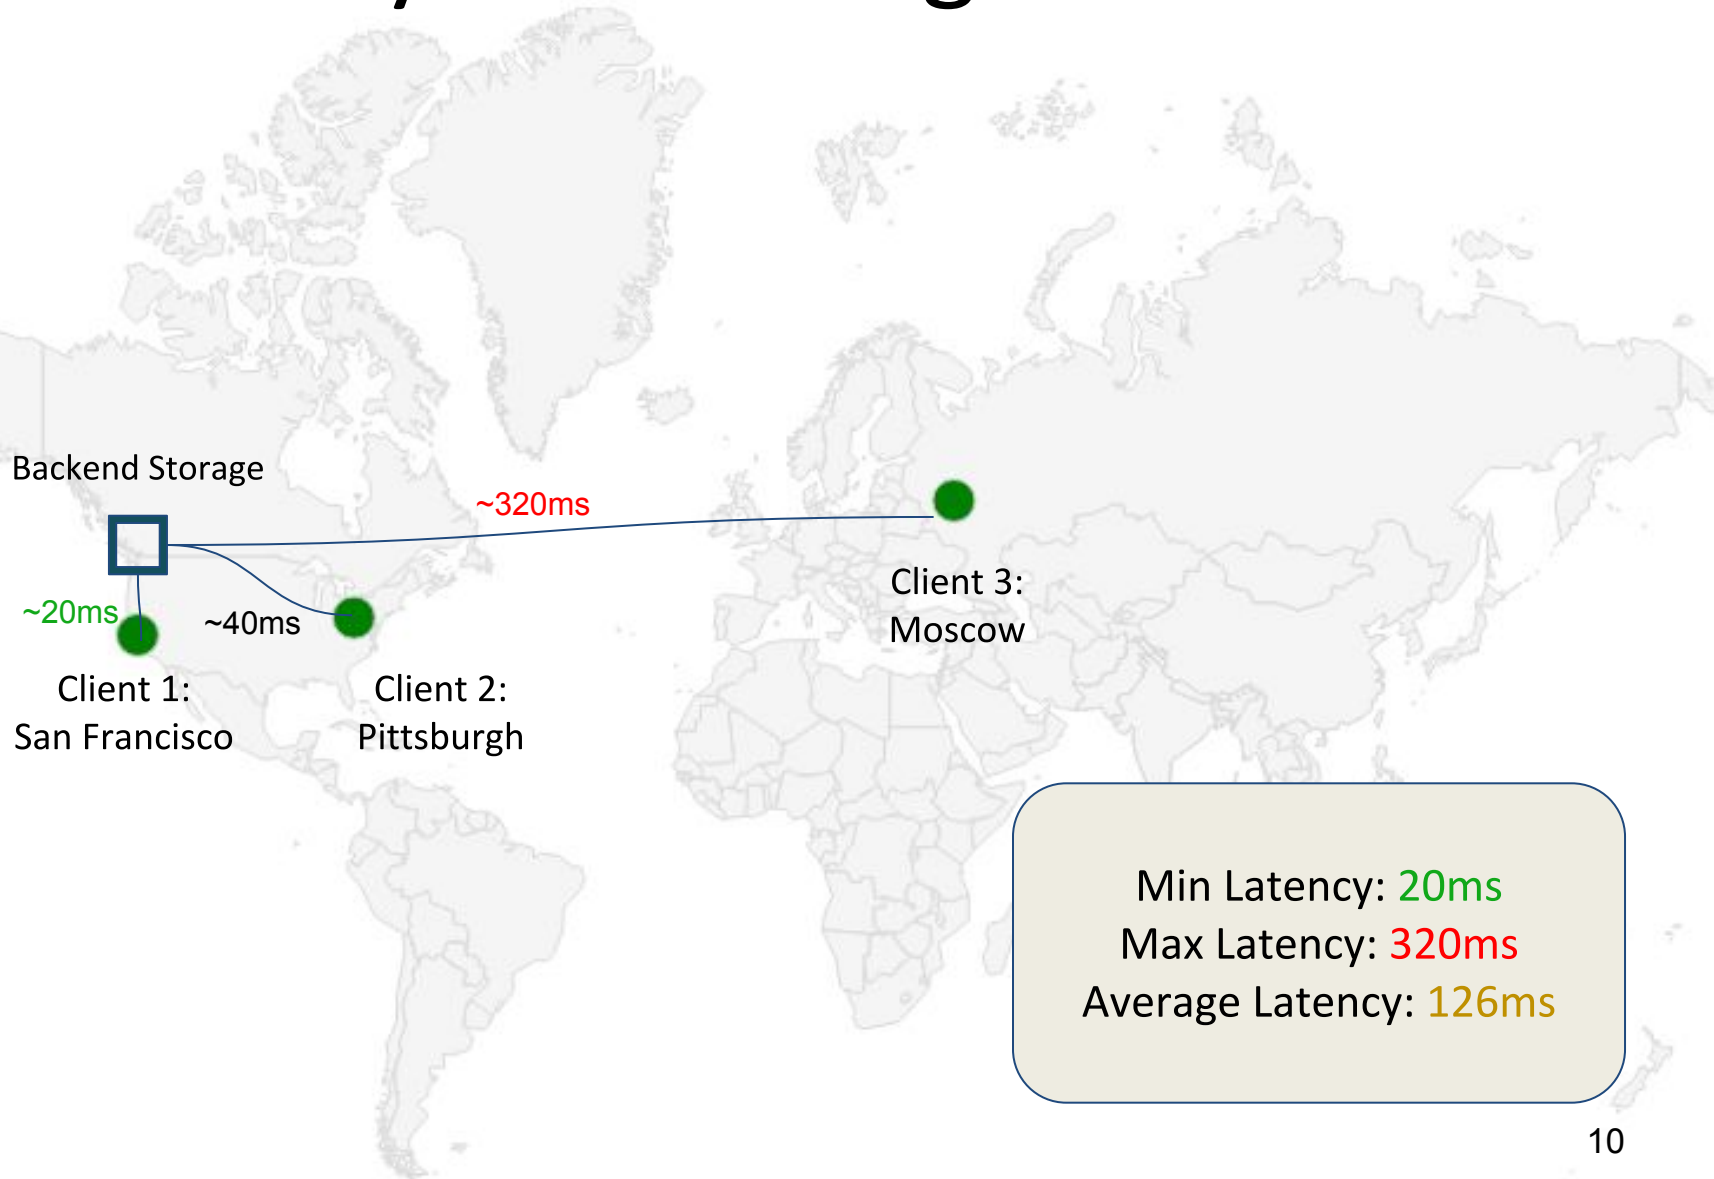 Backend Storage
~320ms
~20ms
~40ms
Client 1:
San Francisco
Client 2:
Pittsburgh
Client 3:
Moscow
Min Latency: 20ms
Max Latency: 320ms
Average Latency: 126ms
10